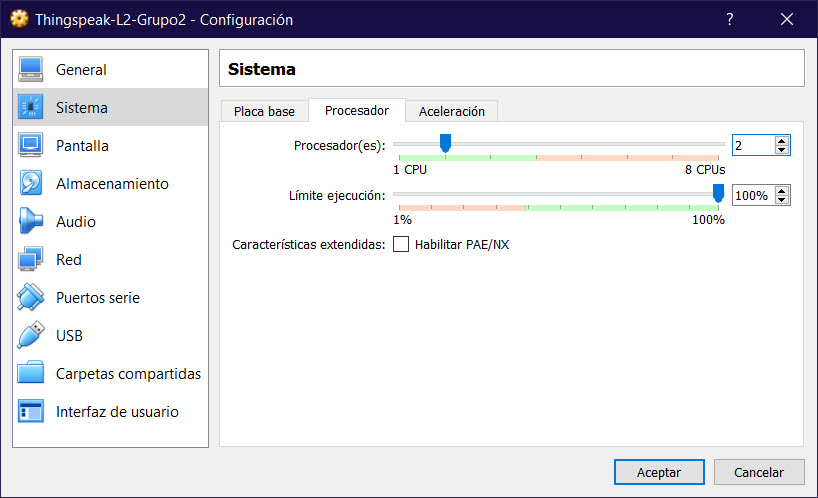 Thingspeak-L2-Grupo2 - Configuración
?
General
Sistema
Pantalla
Almacenamiento
Audio
Red
Puertos serie
USB
Carpetas compartidas
Interfaz de usuario
Sistema
Placa base Procesador Aceleración
Procesador(es): 2
1 CPU 8 CPUs
Límite ejecución: 100%
1% 100%
Características extendidas: Habilitar PAE/NX
Aceptar Cancelar